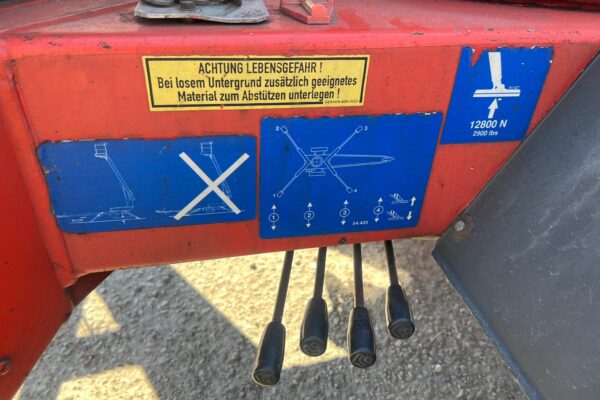 ACHTUNG LEBENSGEFAHR !
Bei losem Untergrund zusätzlich geeignetes
Material zum Abstützen unterlegen !
12800 N
2900 lbs
2
3
1
4
1
2
3
4